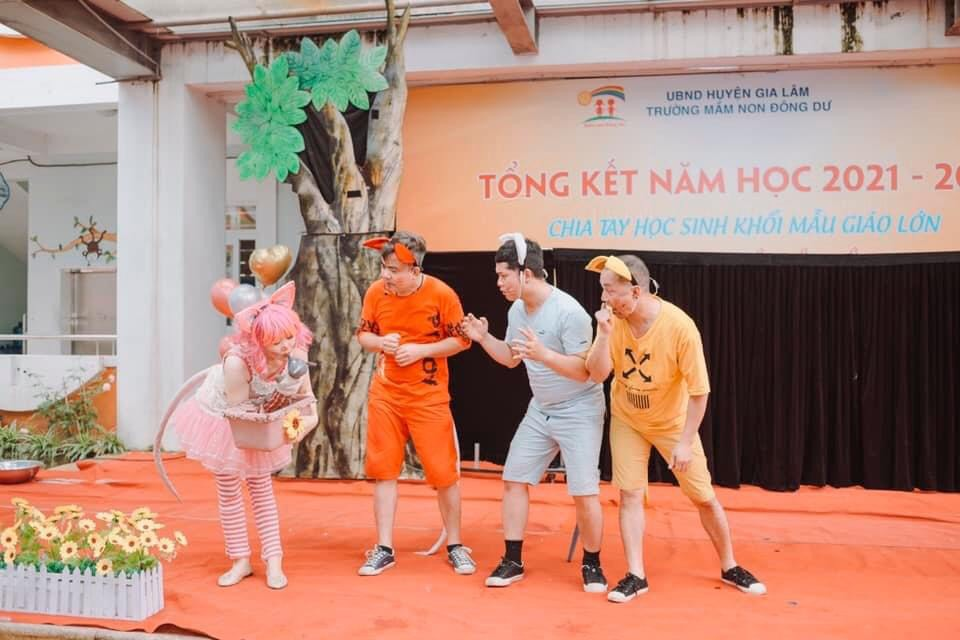 UBND HUYỆN GIA LÂM
TRƯỜNG MẦM NON ĐÔNG DƯ
TỔNG KẾT NĂM HỌC 2021 - 20
CHIA TAY HỌC SINH KHỐI MẪU GIÁO LỚN